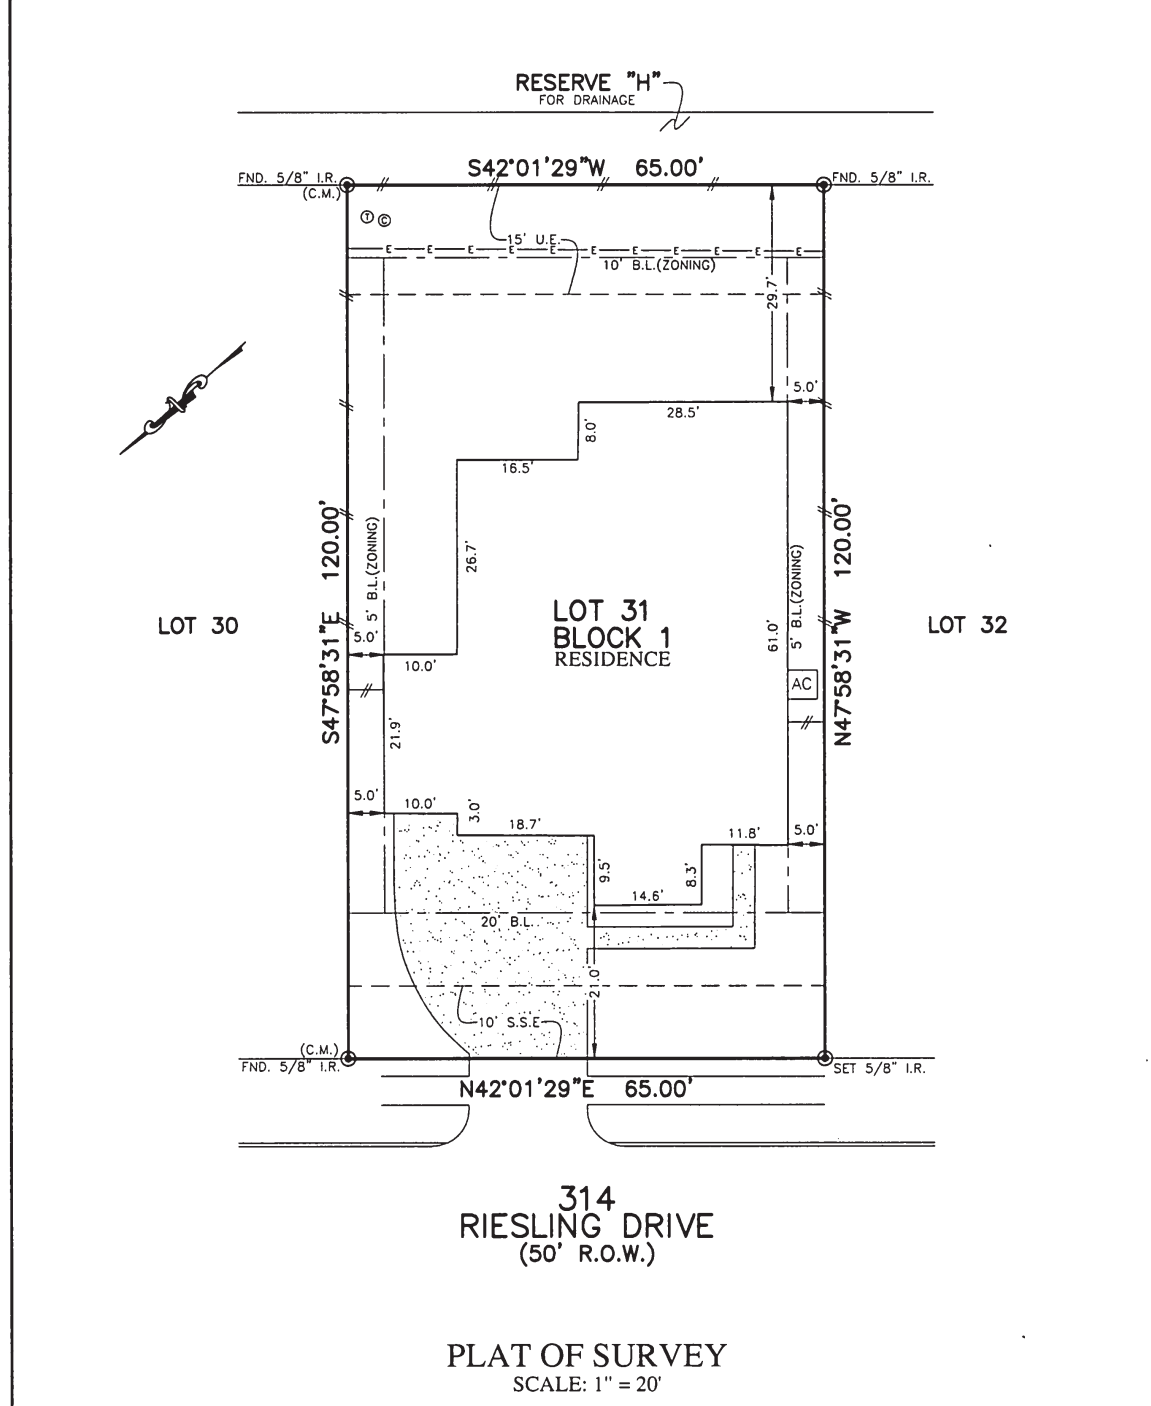 RESERVE "H"
FOR DRAINAGE
S42°01'29"W 65.00'
FND. 5/8" I.R.
(C.M.)
FND. 5/8" I.R.
T C
15' U.E.
E E E E E E E E E E
10' B.L.(ZONING)
29.7'
5.0'
28.5'
8.0'
16.5'
26.7'
S47°58'31"E 120.00'
5' B.L.(ZONING)
N47°58'31"W 120.00'
5' B.L.(ZONING)
61.0'
LOT 30
LOT 31
BLOCK 1
RESIDENCE
LOT 32
5.0'
10.0'
AC
21.9'
5.0'
10.0'
3.0'
18.7'
11.8'
5.0'
9.5'
8.3'
14.6'
20' B.L.
10' S.S.E
(C.M.)
FND. 5/8" I.R.
SET 5/8" I.R.
N42°01'29"E 65.00'
314
RIESLING DRIVE
(50' R.O.W.)
PLAT OF SURVEY
SCALE: 1" = 20'